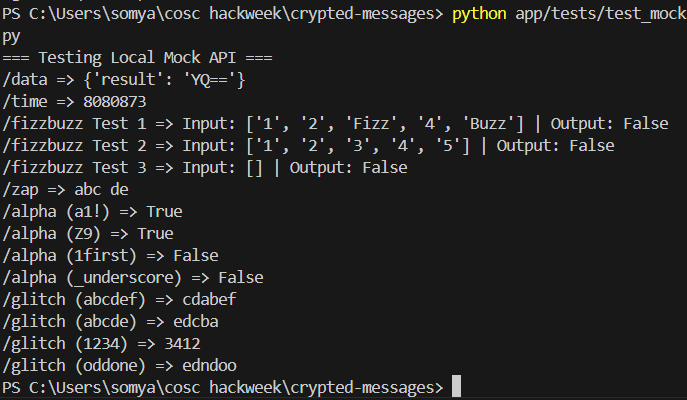 PS C:\Users\somya\cosc hackweek\crypted-messages> python app/tests/test_mock
py
=== Testing Local Mock API ===
/data => {'result': 'YQ=='}
/time => 8080873
/fizzbuzz Test 1 => Input: ['1', '2', 'Fizz', '4', 'Buzz'] | Output: False
/fizzbuzz Test 2 => Input: ['1', '2', '3', '4', '5'] | Output: False
/fizzbuzz Test 3 => Input: [] | Output: False
/zap => abc de
/alpha (a1!) => True
/alpha (Z9) => True
/alpha (1first) => False
/alpha (_underscore) => False
/glitch (abcdef) => cdabef
/glitch (abcde) => edcba
/glitch (1234) => 3412
/glitch (oddone) => edndoo
PS C:\Users\somya\cosc hackweek\crypted-messages>